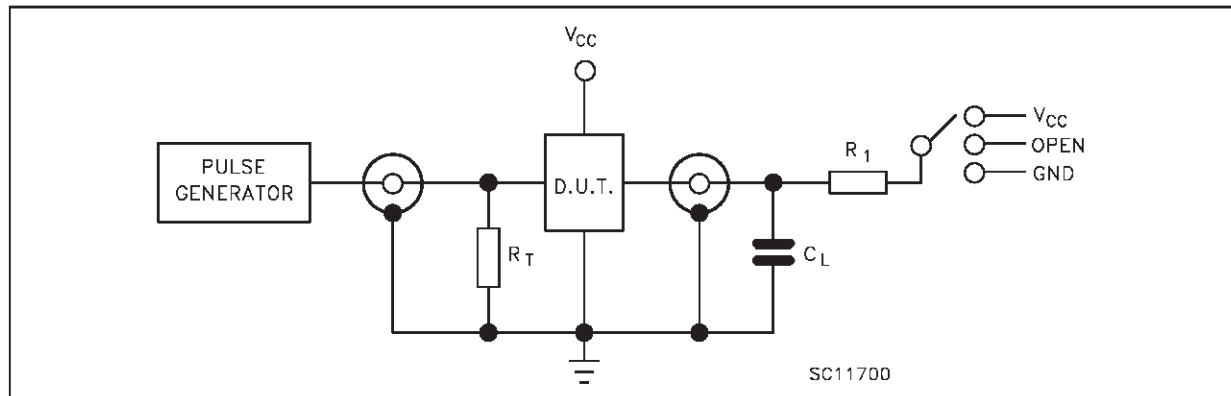 VCC
PULSE
GENERATOR
D.U.T.
RT
CL
R1
VCC
OPEN
GND
SC11700